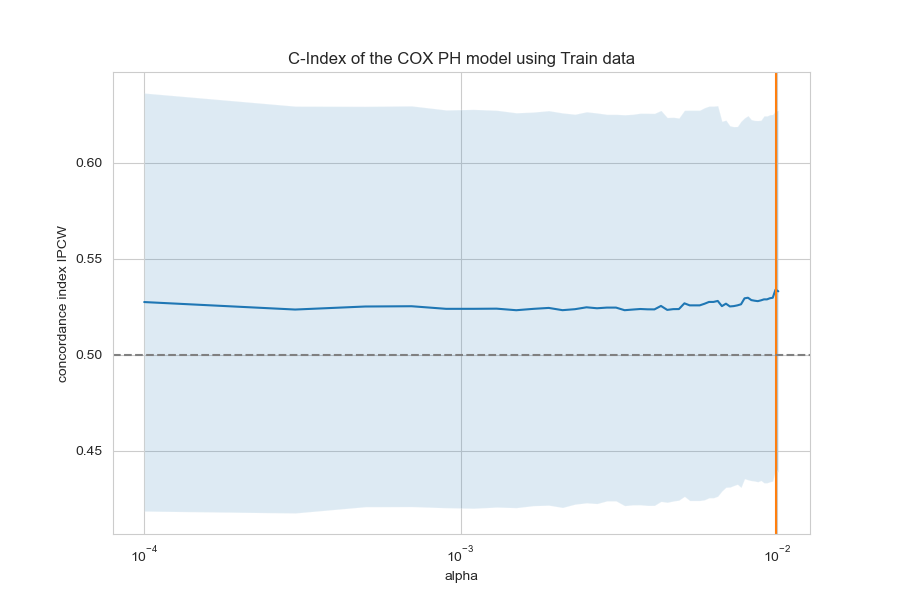 C-Index of the COX PH model using Train data
concordance index IPCW
0.60
0.55
0.50
0.45
10⁻⁴
10⁻³
10⁻²
alpha